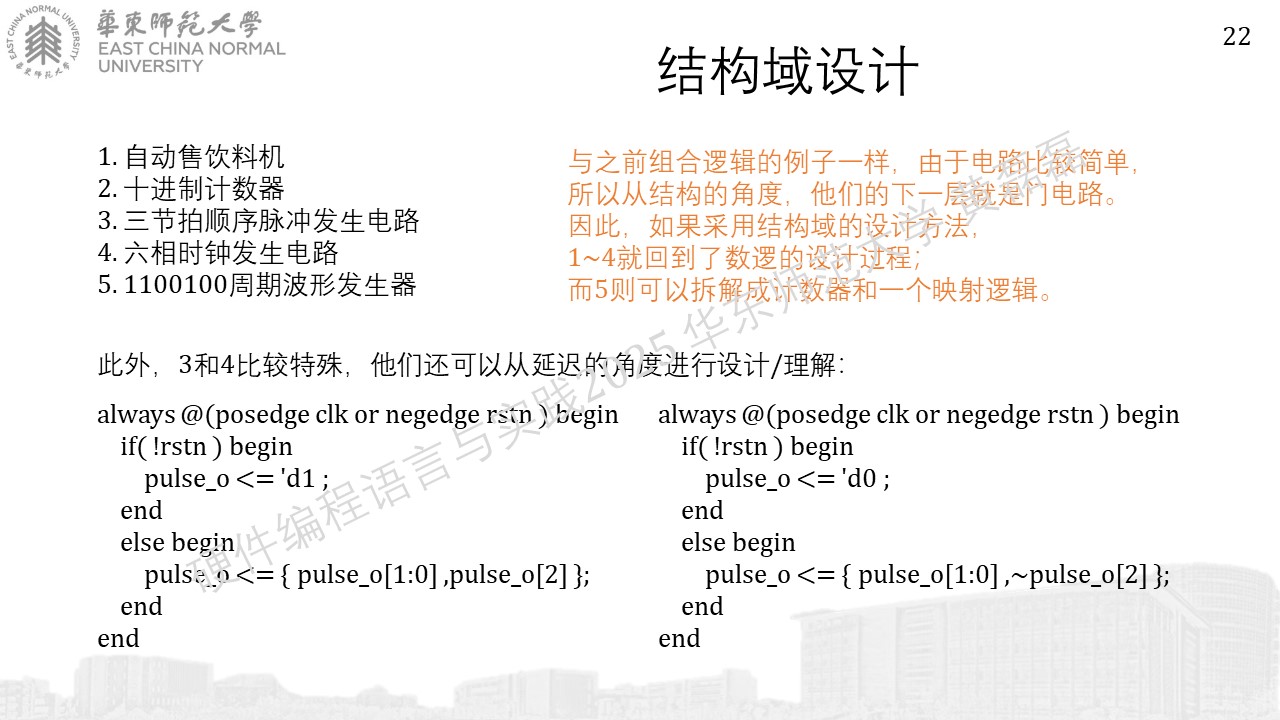 華東師範大學
EAST CHINA NORMAL
UNIVERSITY
22
结构域设计
1. 自动售饮料机
2. 十进制计数器
3. 三节拍顺序脉冲发生电路
4. 六相时钟发生电路
5. 1100100周期波形发生器
与之前组合逻辑的例子一样，由于电路比较简单，
所以从结构的角度，他们的下一层就是门电路。
因此，如果采用结构域的设计方法，
1~4就回到了数逻的设计过程；
而5则可以拆解成计数器和一个映射逻辑。
此外，3和4比较特殊，他们还可以从延迟的角度进行设计/理解：
always @(posedge clk or negedge rstn ) begin
if( !rstn ) begin
pulse_o <= 'd1 ;
end
else begin
pulse_o <= { pulse_o[1:0] ,pulse_o[2] };
end
end
always @(posedge clk or negedge rstn ) begin
if( !rstn ) begin
pulse_o <= 'd0 ;
end
else begin
pulse_o <= { pulse_o[1:0] ,~pulse_o[2] };
end
end
硬件编程语言与实践2025 华东师范大学 黄磊磊